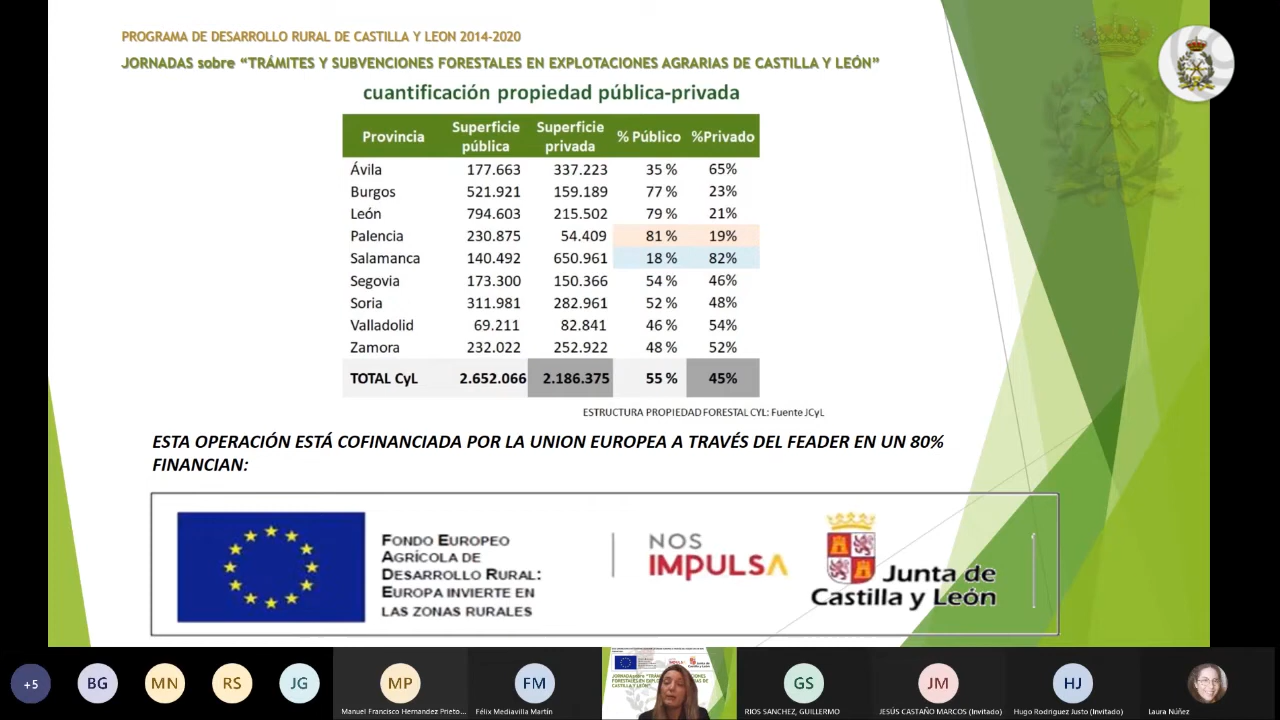 PROGRAMA DE DESARROLLO RURAL DE CASTILLA Y LEON 2014-2020
JORNADAS sobre “TRÁMITES Y SUBVENCIONES FORESTALES EN EXPLOTACIONES AGRARIAS DE CASTILLA Y LEÓN”
cuantificación propiedad pública-privada
Provincia Superficie pública Superficie privada % Público %Privado
Ávila 177.663 337.223 35 % 65%
Burgos 521.921 159.189 77 % 23%
León 794.603 215.502 79 % 21%
Palencia 230.875 54.409 81 % 19%
Salamanca 140.492 650.961 18 % 82%
Segovia 173.300 150.366 54 % 46%
Soria 311.981 282.961 52 % 48%
Valladolid 69.211 82.841 46 % 54%
Zamora 232.022 252.922 48 % 52%
TOTAL CyL 2.652.066 2.186.375 55 % 45%
ESTRUCTURA PROPIEDAD FORESTAL CYL: Fuente JCyL
ESTA OPERACIÓN ESTÁ COFINANCIADA POR LA UNION EUROPEA A TRAVÉS DEL FEADER EN UN 80%
FINANCIAN:
FONDO EUROPEO
AGRÍCOLA DE
DESARROLLO RURAL:
EUROPA INVIERTE EN
LAS ZONAS RURALES
NOS
IMPULSA
Junta de
Castilla y León
+5
BG
MN
RS
JG
MP
Manuel Francisco Hernandez Prieto...
FM
Félix Mediavilla Martín
GS
RIOS SANCHEZ, GUILLERMO
JM
JESÚS CASTAÑO MARCOS (Invitado)
HJ
Hugo Rodriguez Justo (Invitado)
Laura Núñez